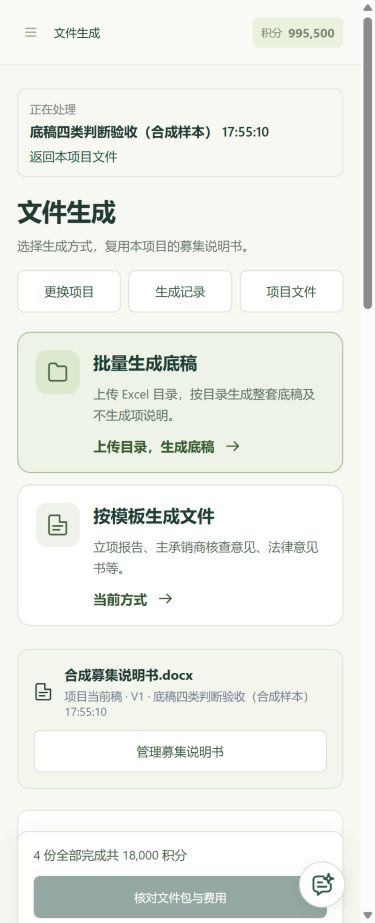 文件生成
积分 995,500
正在处理
底稿四类判断验收（合成样本） 17:55:10
返回本项目文件
文件生成
选择生成方式，复用本项目的募集说明书。
更换项目
生成记录
项目文件
批量生成底稿
上传 Excel 目录，按目录生成整套底稿及
不生成项说明。
上传目录，生成底稿 →
按模板生成文件
立项报告、主承销商核查意见、法律意见
书等。
当前方式 →
合成募集说明书.docx
项目当前稿 · V1 · 底稿四类判断验收（合成样本）
17:55:10
管理募集说明书
4 份全部完成共 18,000 积分
核对文件包与费用